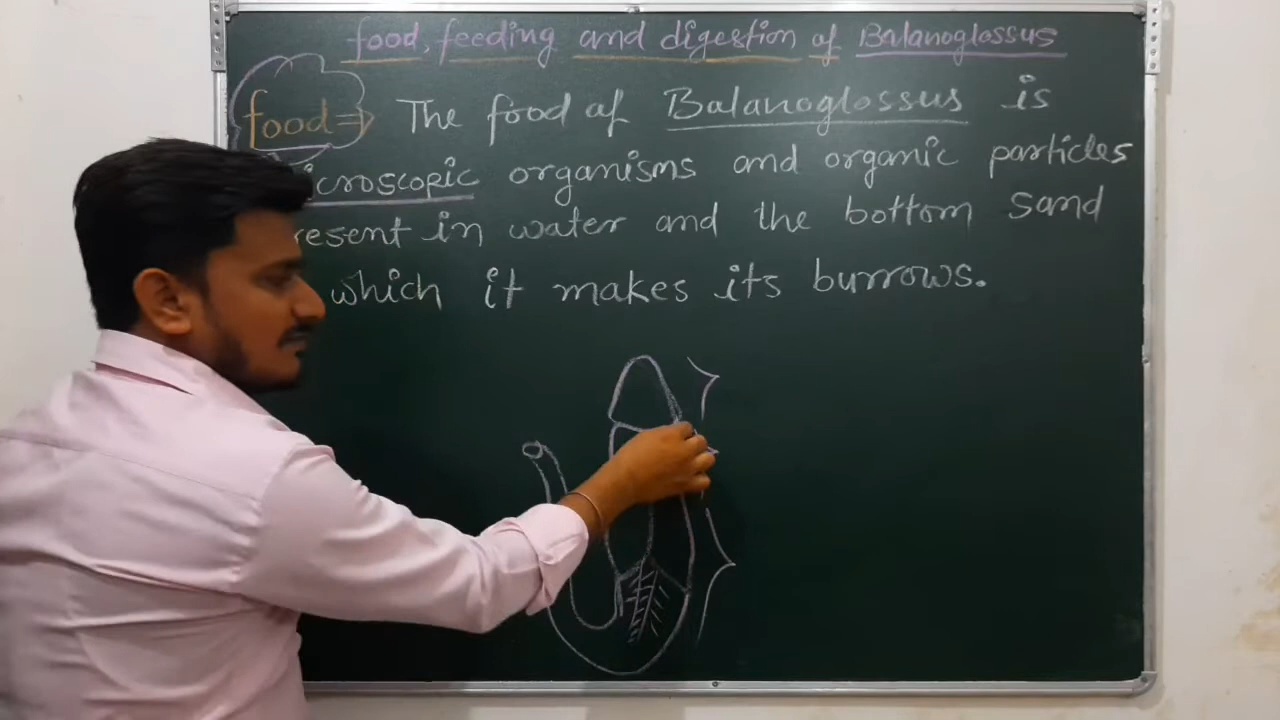 food, feeding and digestion of Balanoglossus
food ⇒ The food of Balanoglossus is
icroscopic organisms and organic particles
resent in water and the bottom sand
which it makes its burrows.